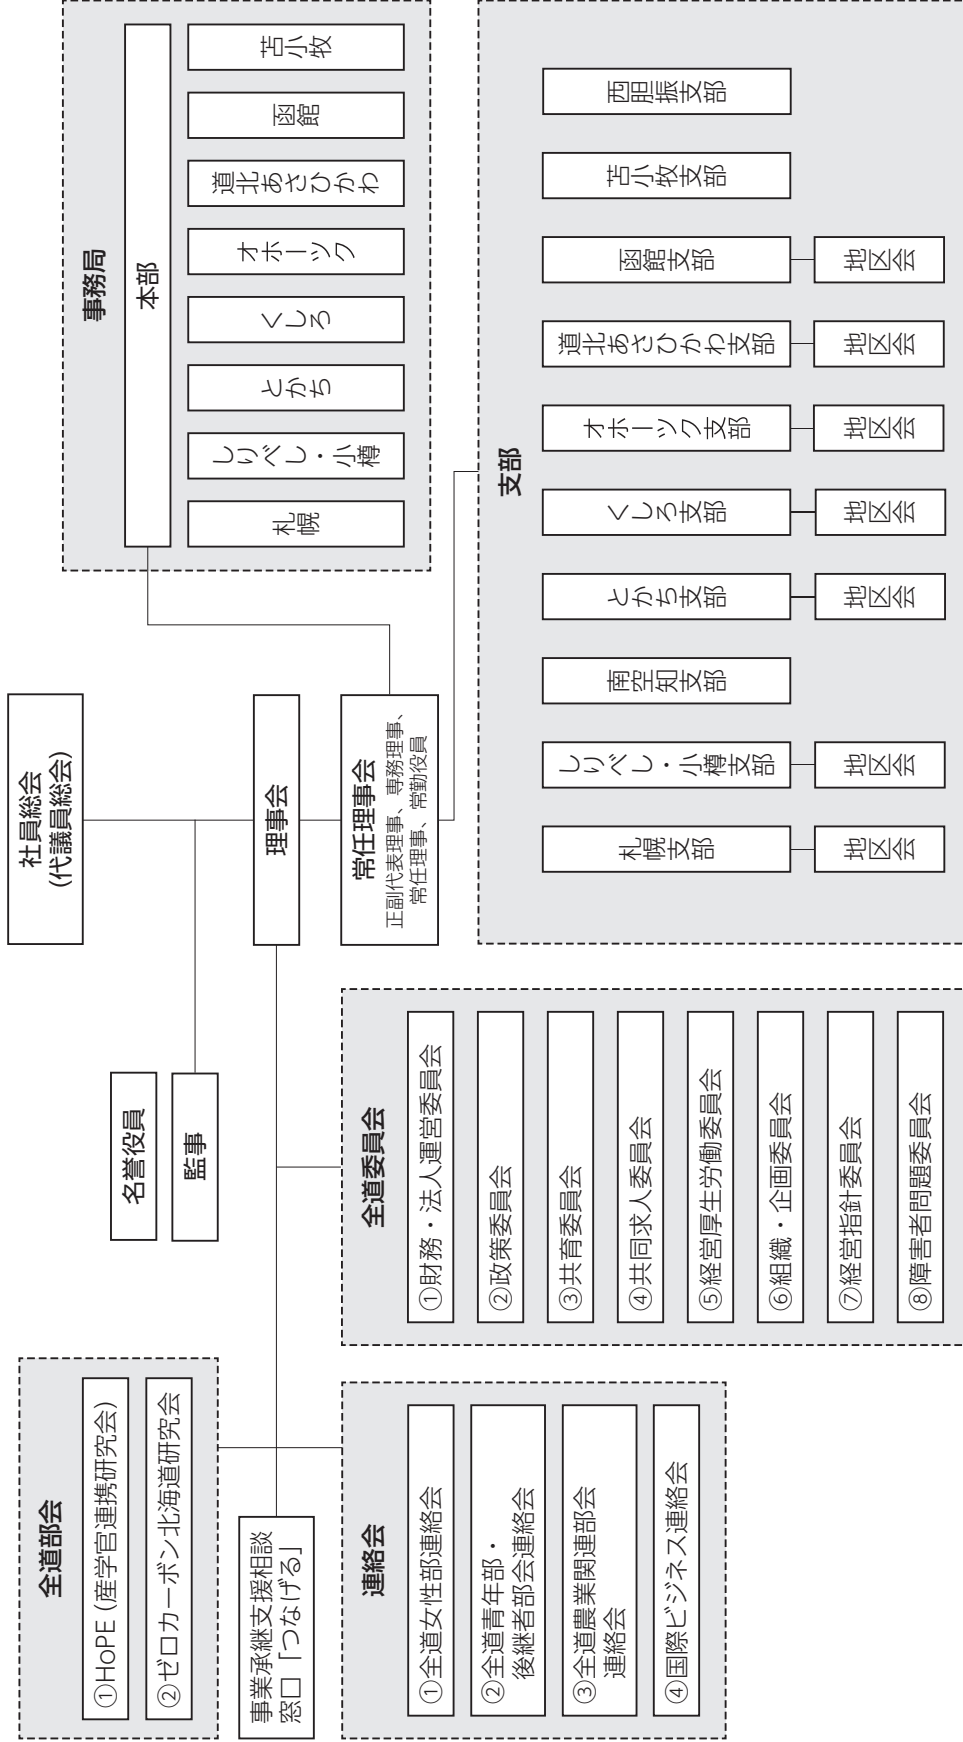 社員総会
(代議員総会)
名誉役員
監事
理事会
常任理事会
正副代表理事、専務理事、
常任理事、常勤役員
事務局
本部
札幌
しりべし・小樽
とかち
くしろ
オホーツク
道北あさひかわ
函館
苫小牧
全道部会
①HoPE (産学官連携研究会)
②ゼロカーボン北海道研究会
事業承継支援相談
窓口「つなげる」
連絡会
①全道女性部連絡会
②全道青年部・
後継者部会連絡会
③全道農業関連部会
連絡会
④国際ビジネス連絡会
全道委員会
①財務・法人運営委員会
②政策委員会
③共育委員会
④共同求人委員会
⑤経営厚生労働委員会
⑥組織・企画委員会
⑦経営指針委員会
⑧障害者問題委員会
支部
札幌支部
地区会
しりべし・小樽支部
地区会
南空知支部
とかち支部
地区会
くしろ支部
地区会
オホーツク支部
地区会
道北あさひかわ支部
地区会
函館支部
地区会
苫小牧支部
西胆振支部